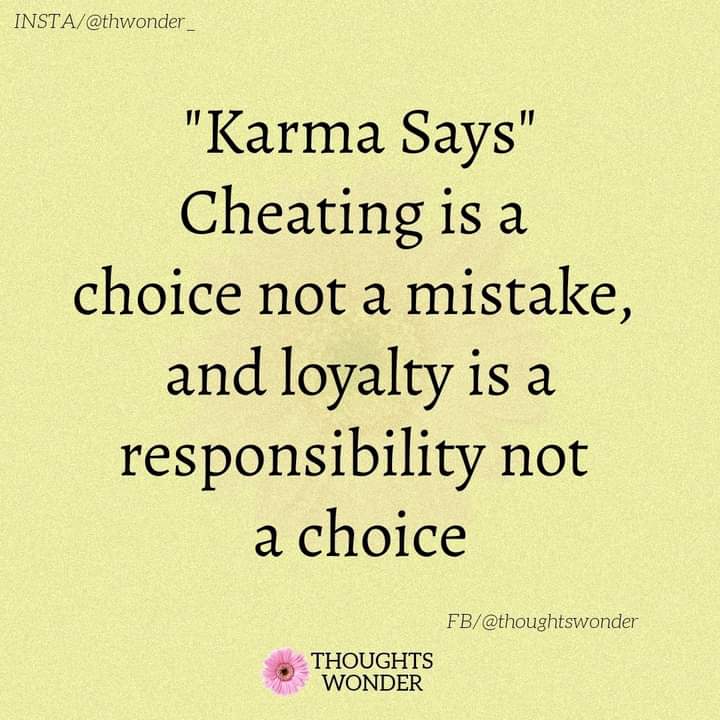 INSTA/@thwonder_
"Karma Says"
Cheating is a
choice not a mistake,
and loyalty is a
responsibility not
a choice
FB/@thoughtswonder
THOUGHTS
WONDER